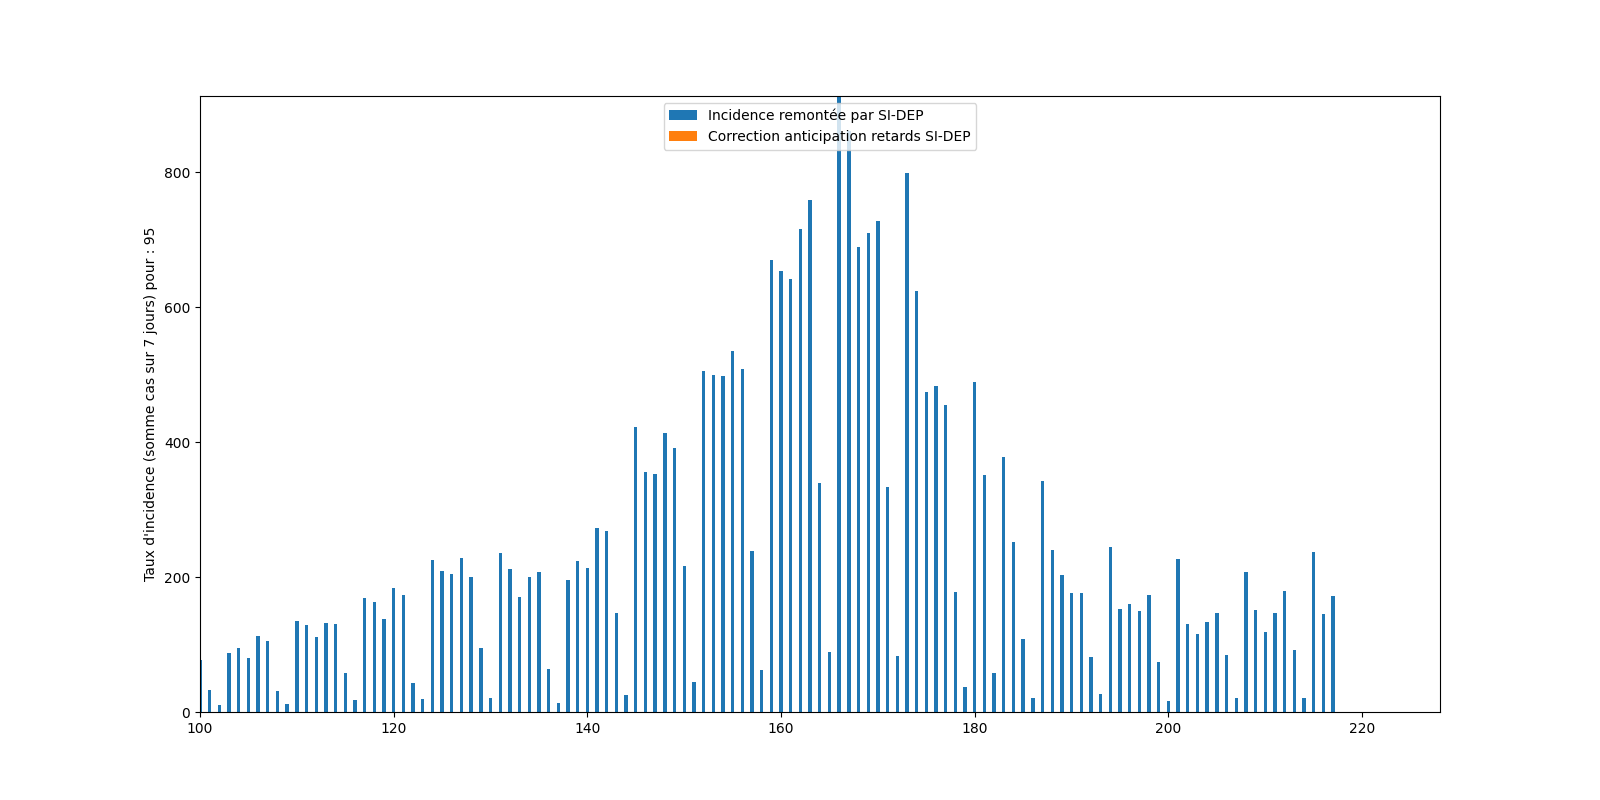 Incidence remontée par SI-DEP
Correction anticipation retards SI-DEP
Taux d'incidence (somme cas sur 7 jours) pour : 95
800
600
400
200
0
100 120 140 160 180 200 220